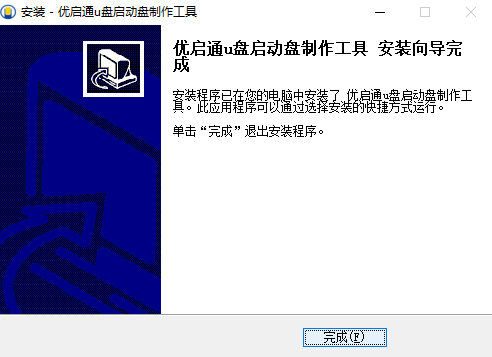 安装 - 优启通u盘启动盘制作工具
优启通u盘启动盘制作工具 安装向导完
成
安装程序已在您的电脑中安装了 优启通u盘启动盘制作工
具。此应用程序可以通过选择安装的快捷方式运行。
单击“完成”退出安装程序。
完成(F)